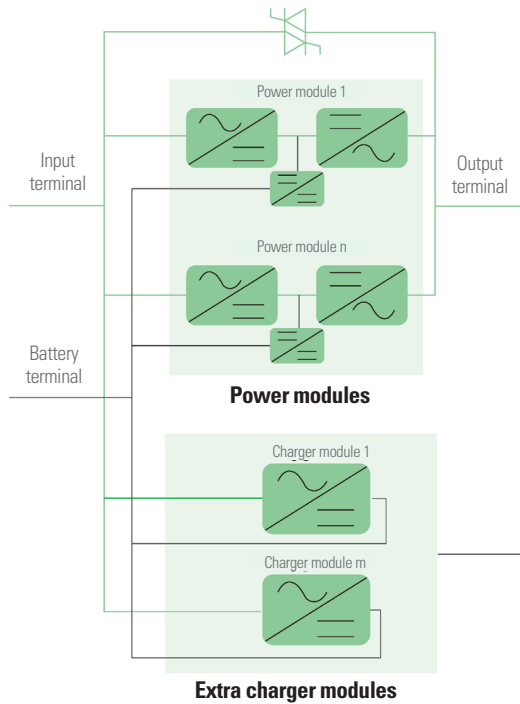 Power module 1
Input
terminal
Output
terminal
Power module n
Battery
terminal
Power modules
Charger module 1
Charger module m
Extra charger modules